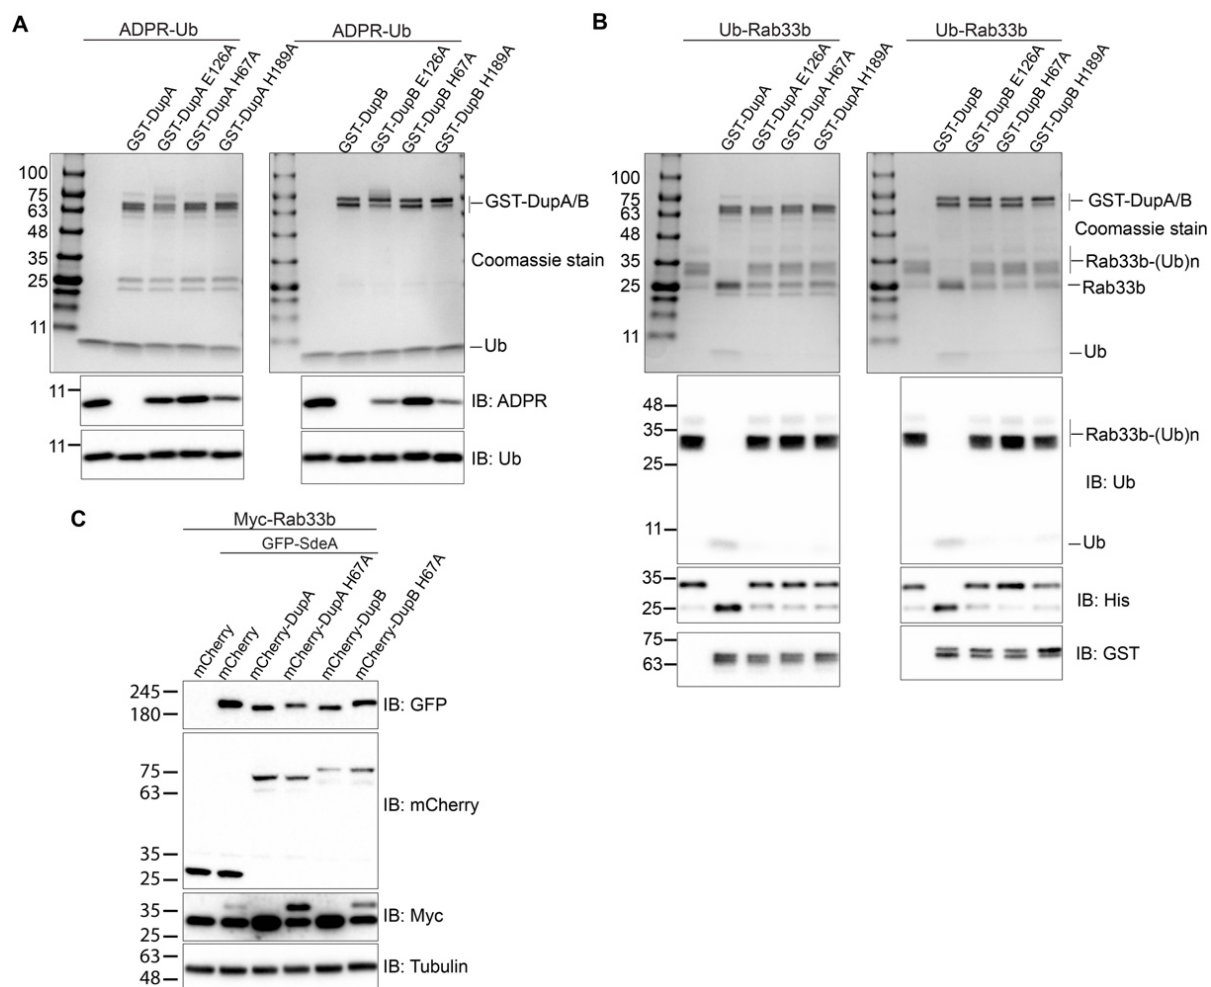 A
ADPR-Ub
GST-DupA
GST-DupA E126A
GST-DupA H67A
GST-DupA H189A
100
75
63
48
35
25
11
ADPR-Ub
GST-DupB
GST-DupB E126A
GST-DupB H67A
GST-DupB H189A
GST-DupA/B
Coomassie stain
Ub
11
IB: ADPR
11
IB: Ub
B
Ub-Rab33b
GST-DupA
GST-DupA E126A
GST-DupA H67A
GST-DupA H189A
100
75
63
48
35
25
11
Ub-Rab33b
GST-DupB
GST-DupB E126A
GST-DupB H67A
GST-DupB H189A
GST-DupA/B
Coomassie stain
Rab33b-(Ub)n
Rab33b
Ub
48
35
25
11
Rab33b-(Ub)n
IB: Ub
Ub
35
25
IB: His
75
63
IB: GST
C
Myc-Rab33b
GFP-SdeA
mCherry
mCherry
mCherry-DupA
mCherry-DupA H67A
mCherry-DupB
mCherry-DupB H67A
245
180
IB: GFP
75
63
35
25
IB: mCherry
35
25
IB: Myc
63
48
IB: Tubulin